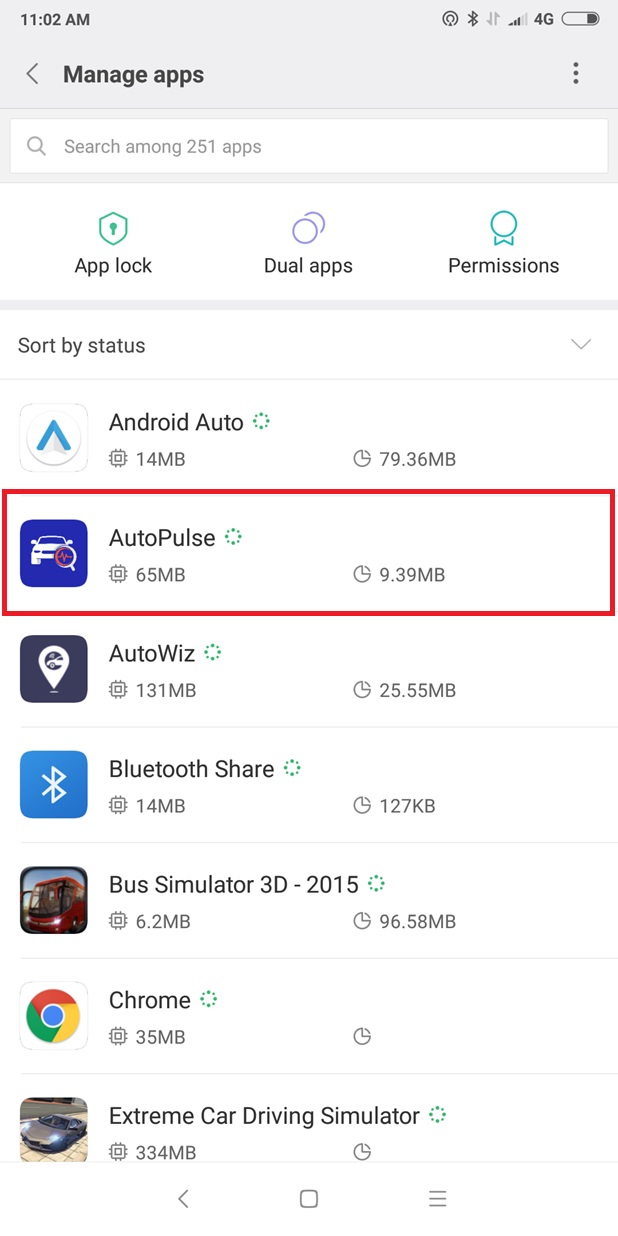 11:02 AM 4G
Manage apps
Search among 251 apps
App lock Dual apps Permissions
Sort by status
Android Auto
14MB 79.36MB
AutoPulse
65MB 9.39MB
AutoWiz
131MB 25.55MB
Bluetooth Share
14MB 127KB
Bus Simulator 3D - 2015
6.2MB 96.58MB
Chrome
35MB
Extreme Car Driving Simulator
334MB